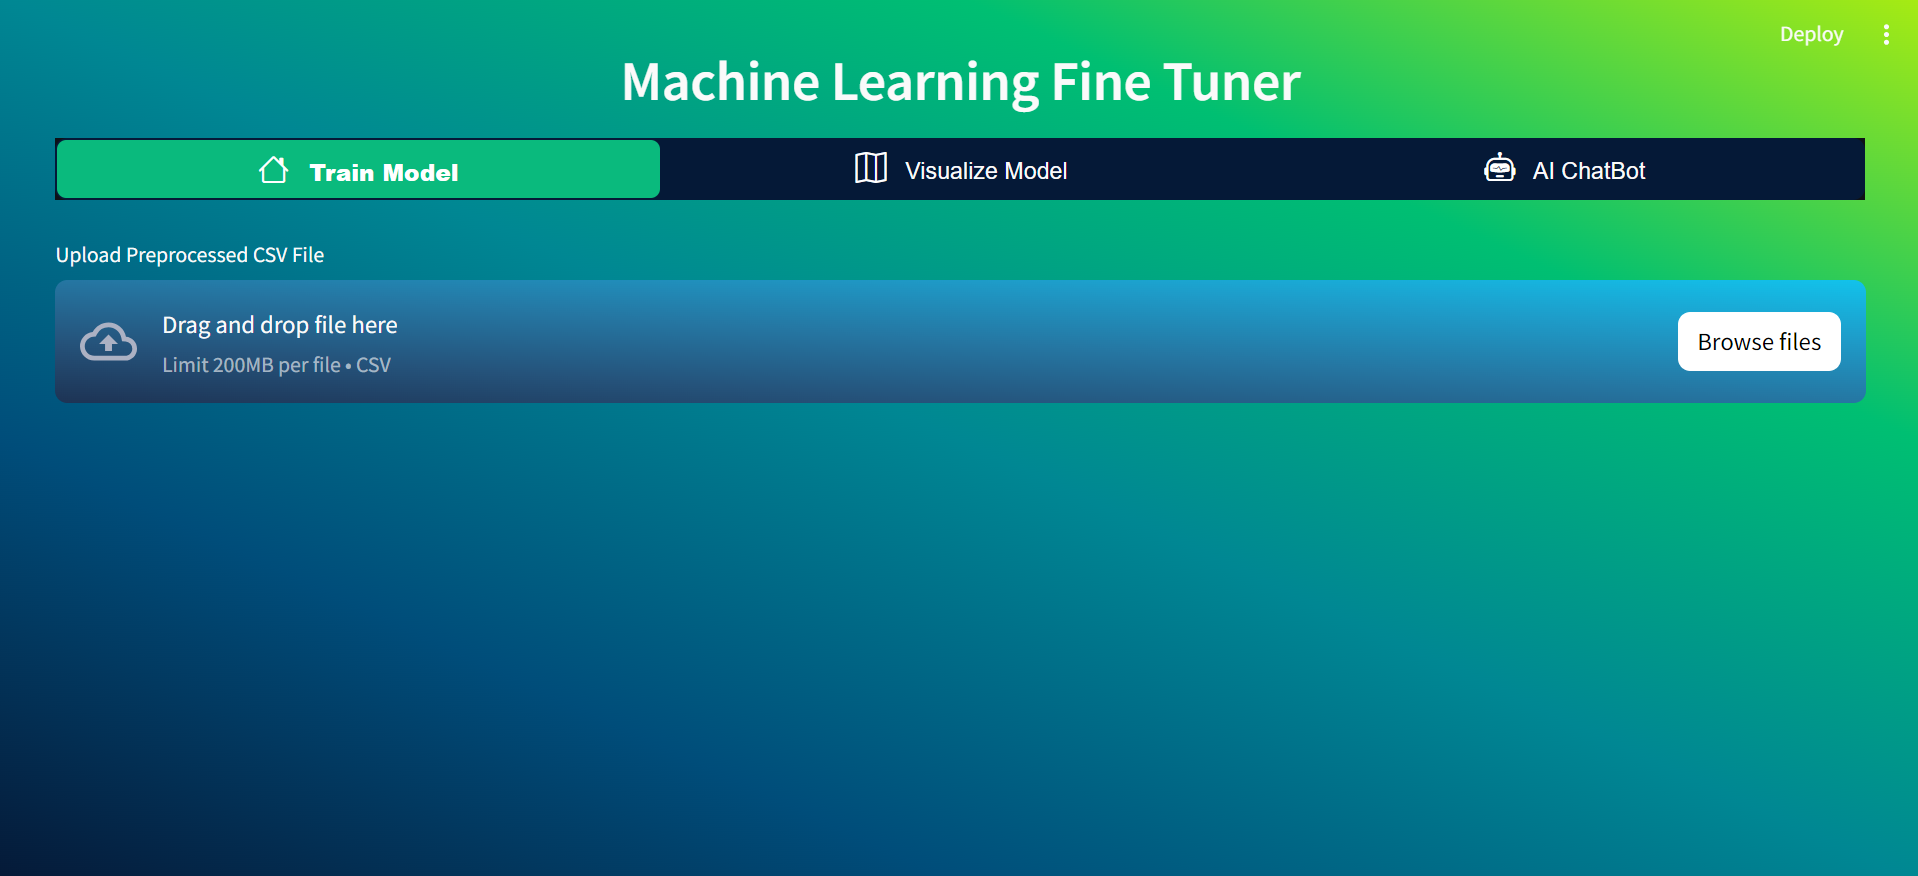 Deploy
Machine Learning Fine Tuner
Train Model
Visualize Model
AI ChatBot
Upload Preprocessed CSV File
Drag and drop file here
Limit 200MB per file • CSV
Browse files